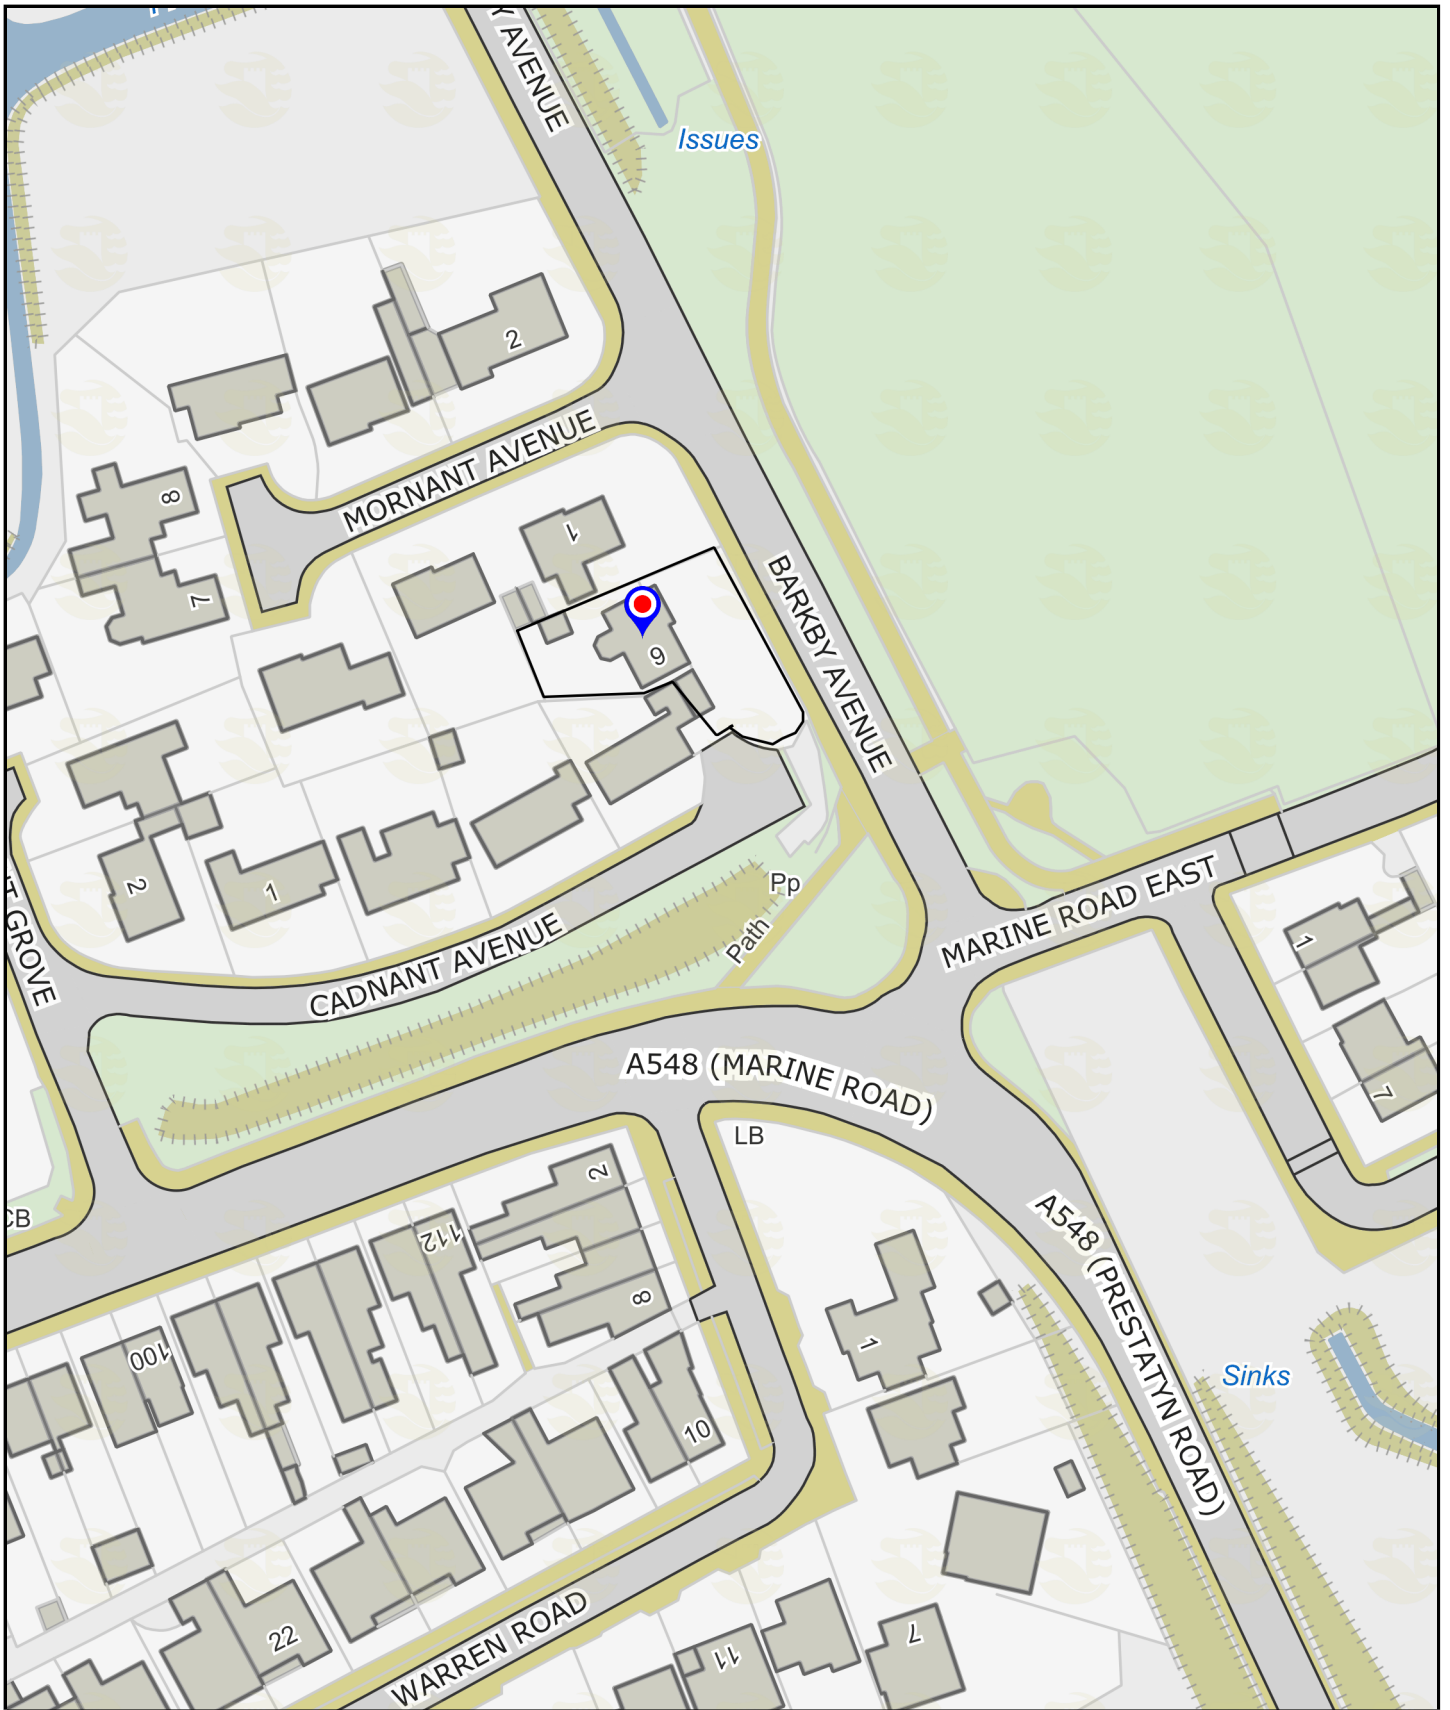 Y AVENUE
Issues
2
MORNANT AVENUE
8
1
7
BARKBY AVENUE
9
2
1
Pp
Path
T GROVE
CADNANT AVENUE
MARINE ROAD EAST
1
7
A548 (MARINE ROAD)
LB
CB
2
112
A548 (PRESTATYN ROAD)
8
1
100
Sinks
10
22
WARREN ROAD
11
7